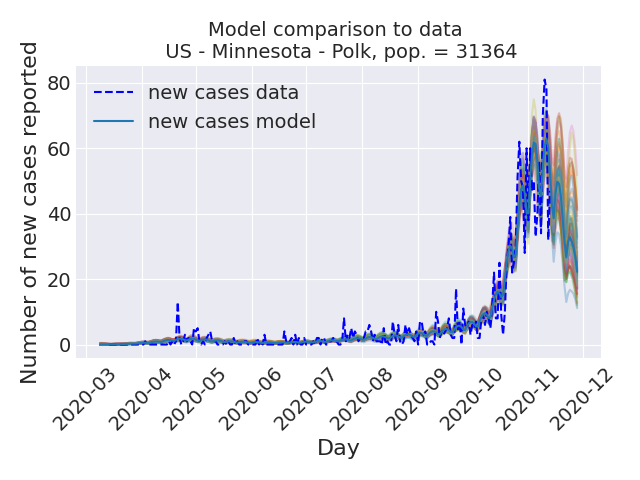 Model comparison to data
US - Minnesota - Polk, pop. = 31364
Number of new cases reported
80
60
40
20
0
new cases data
new cases model
2020-03
2020-04
2020-05
2020-06
2020-07
2020-08
2020-09
2020-10
2020-11
2020-12
Day